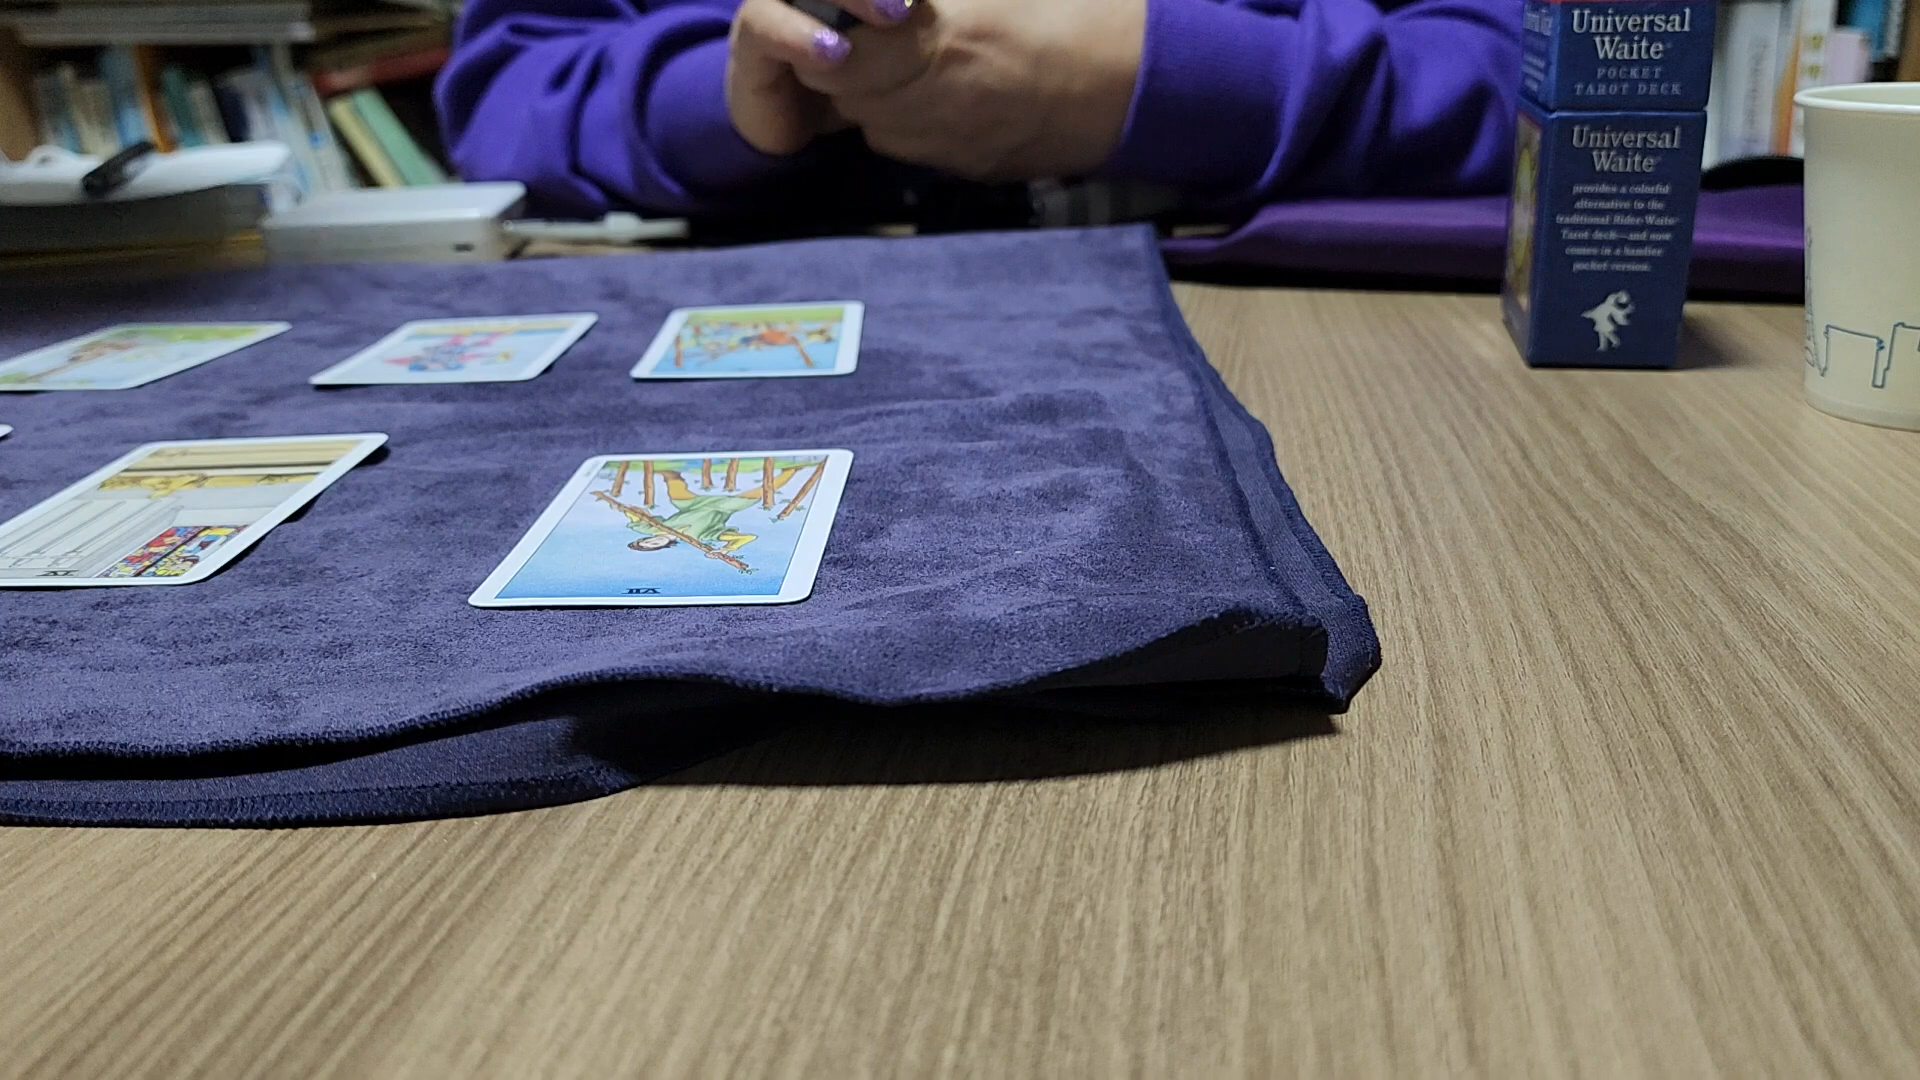 Universal
Waite
POCKET
TAROT DECK
Universal
Waite
provides a colorful
alternative to the
traditional Rider-Waite
Tarot deck—and now
comes in a handier
pocket version.
VII